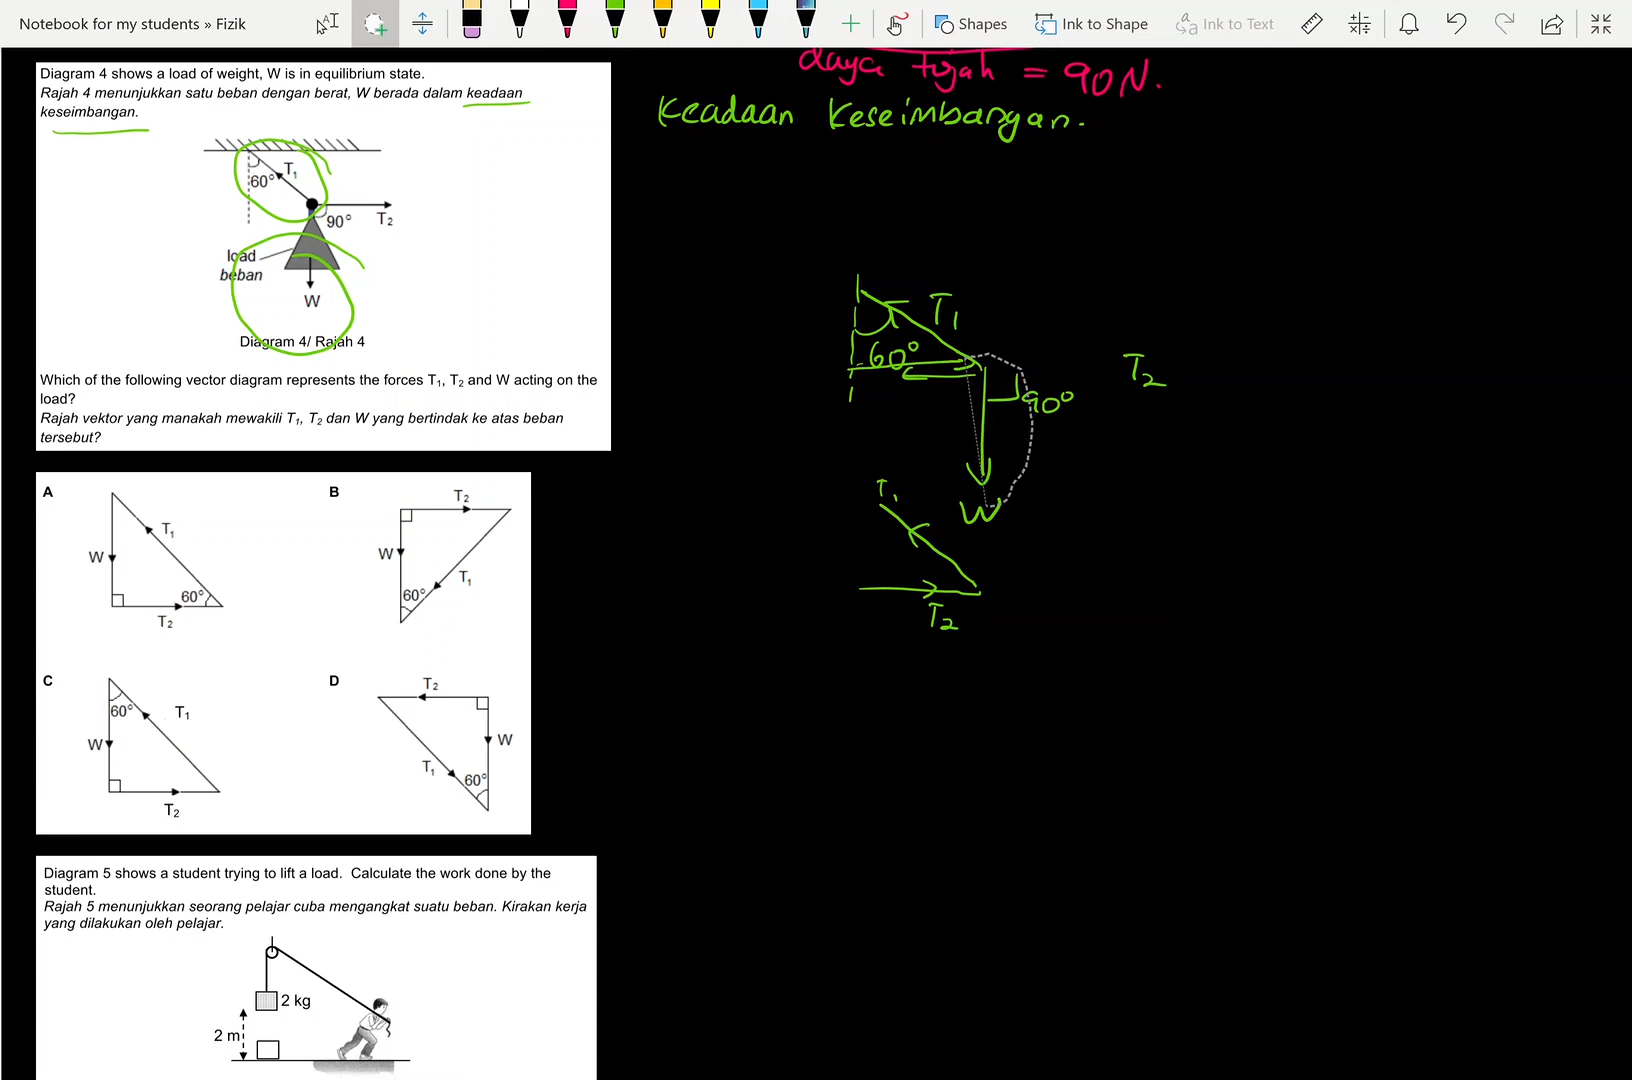 Notebook for my students » Fizik
Shapes
Ink to Shape
Ink to Text
Diagram 4 shows a load of weight, W is in equilibrium state.
Rajah 4 menunjukkan satu beban dengan berat, W berada dalam keadaan
keseimbangan.
T₁
60°
90°
T₂
load
beban
W
Diagram 4/ Rajah 4
Which of the following vector diagram represents the forces T₁, T₂ and W acting on the
load?
Rajah vektor yang manakah mewakili T₁, T₂ dan W yang bertindak ke atas beban
tersebut?
A
T₁
W
60°
T₂
B
T₂
W
T₁
60°
C
60°
T₁
W
T₂
D
T₂
W
T₁
60°
Diagram 5 shows a student trying to lift a load. Calculate the work done by the
student.
Rajah 5 menunjukkan seorang pelajar cuba mengangkat suatu beban. Kirakan kerja
yang dilakukan oleh pelajar.
2 kg
2 m
daya tujah = 90N.
Keadaan Keseimbangan.
T₁
60°
T₂
90°
T₁
W
T₂